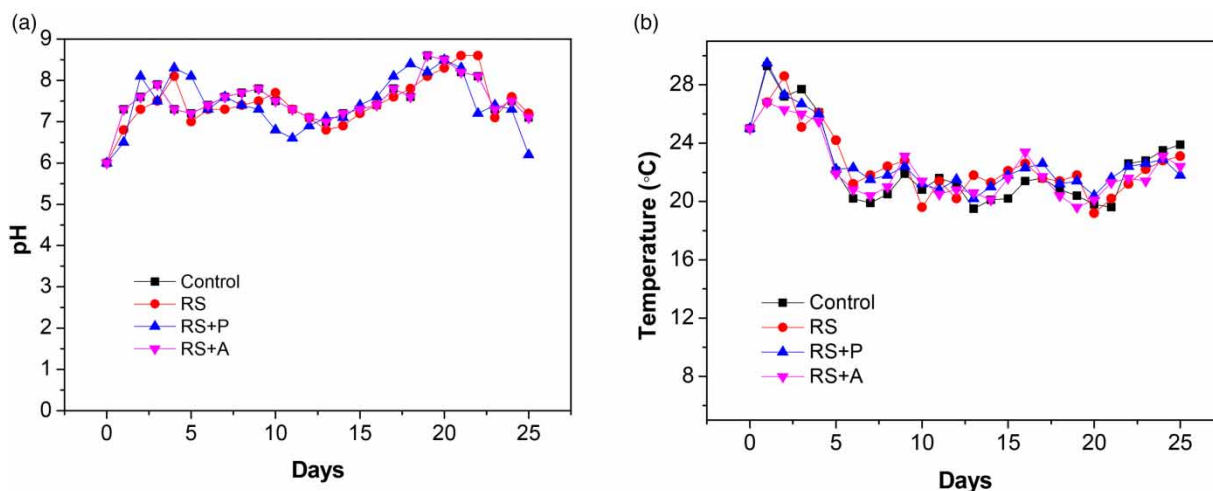 (a)
9
8
7
6
5
4
3
2
1
0
pH
Control
RS
RS+P
RS+A
0 5 10 15 20 25
Days
(b)
28
24
20
16
12
8
Temperature (°C)
Control
RS
RS+P
RS+A
0 5 10 15 20 25
Days